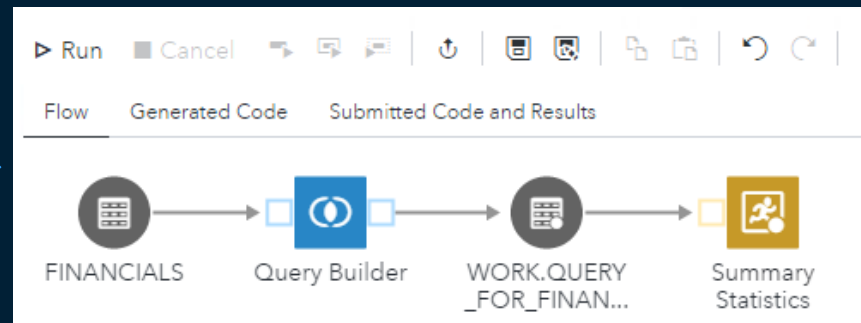 Run Cancel
Flow Generated Code Submitted Code and Results
FINANCIALS Query Builder WORK.QUERY Summary
_FOR_FINAN... Statistics